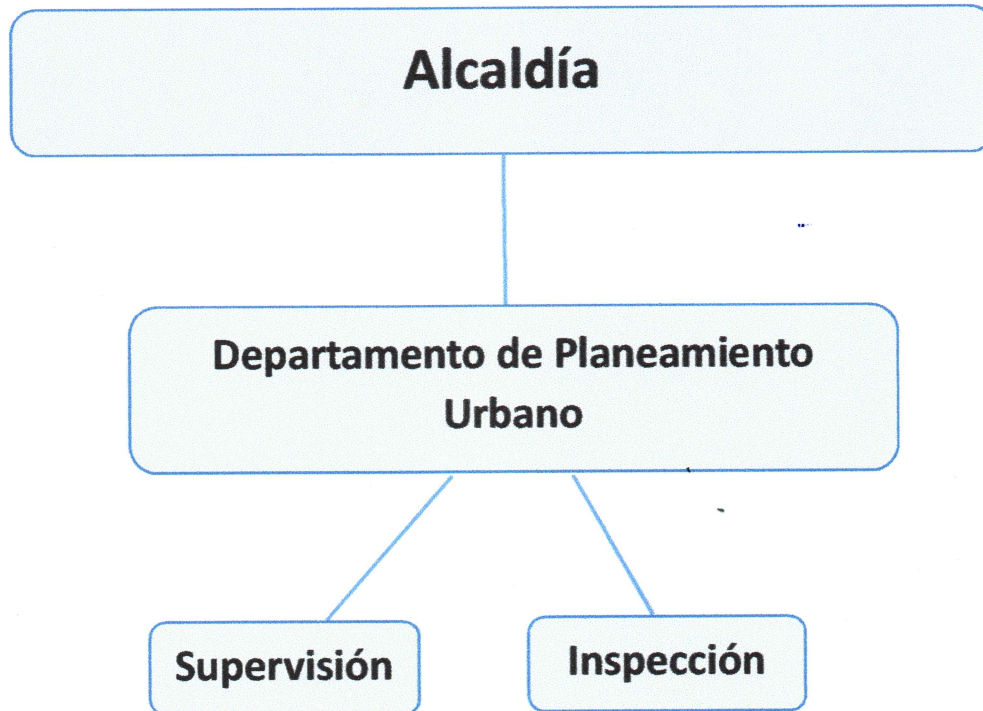 Alcaldía
Departamento de Planeamiento
Urbano
Supervisión
Inspección